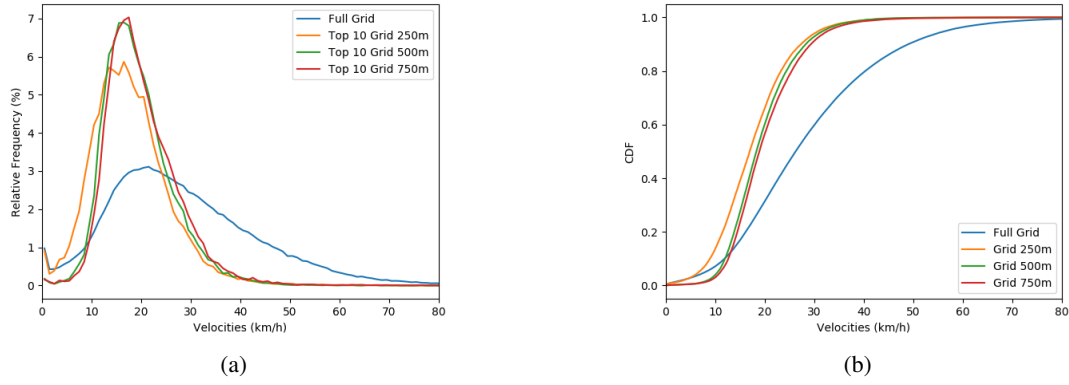 7
6
5
4
3
2
1
0
Relative Frequency (%)
Full Grid
Top 10 Grid 250m
Top 10 Grid 500m
Top 10 Grid 750m
0 10 20 30 40 50 60 70 80
Velocities (km/h)
(a)
1.0
0.8
0.6
0.4
0.2
0.0
CDF
Full Grid
Grid 250m
Grid 500m
Grid 750m
0 10 20 30 40 50 60 70 80
Velocities (km/h)
(b)